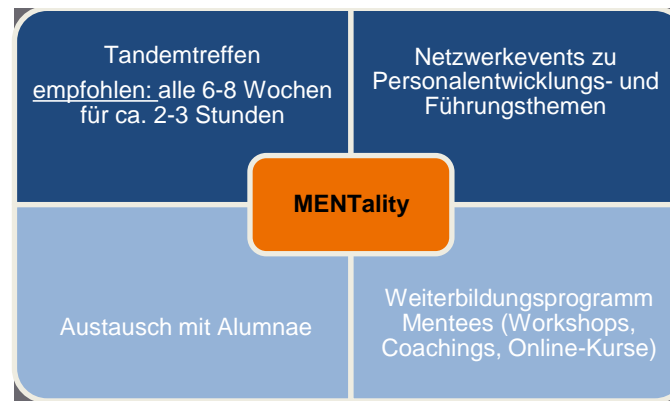 Tandemtreffen
empfohlen: alle 6-8 Wochen
für ca. 2-3 Stunden
Netzwerkevents zu
Personalentwicklungs- und
Führungsthemen
MENTality
Austausch mit Alumnae
Weiterbildungsprogramm
Mentees (Workshops,
Coachings, Online-Kurse)